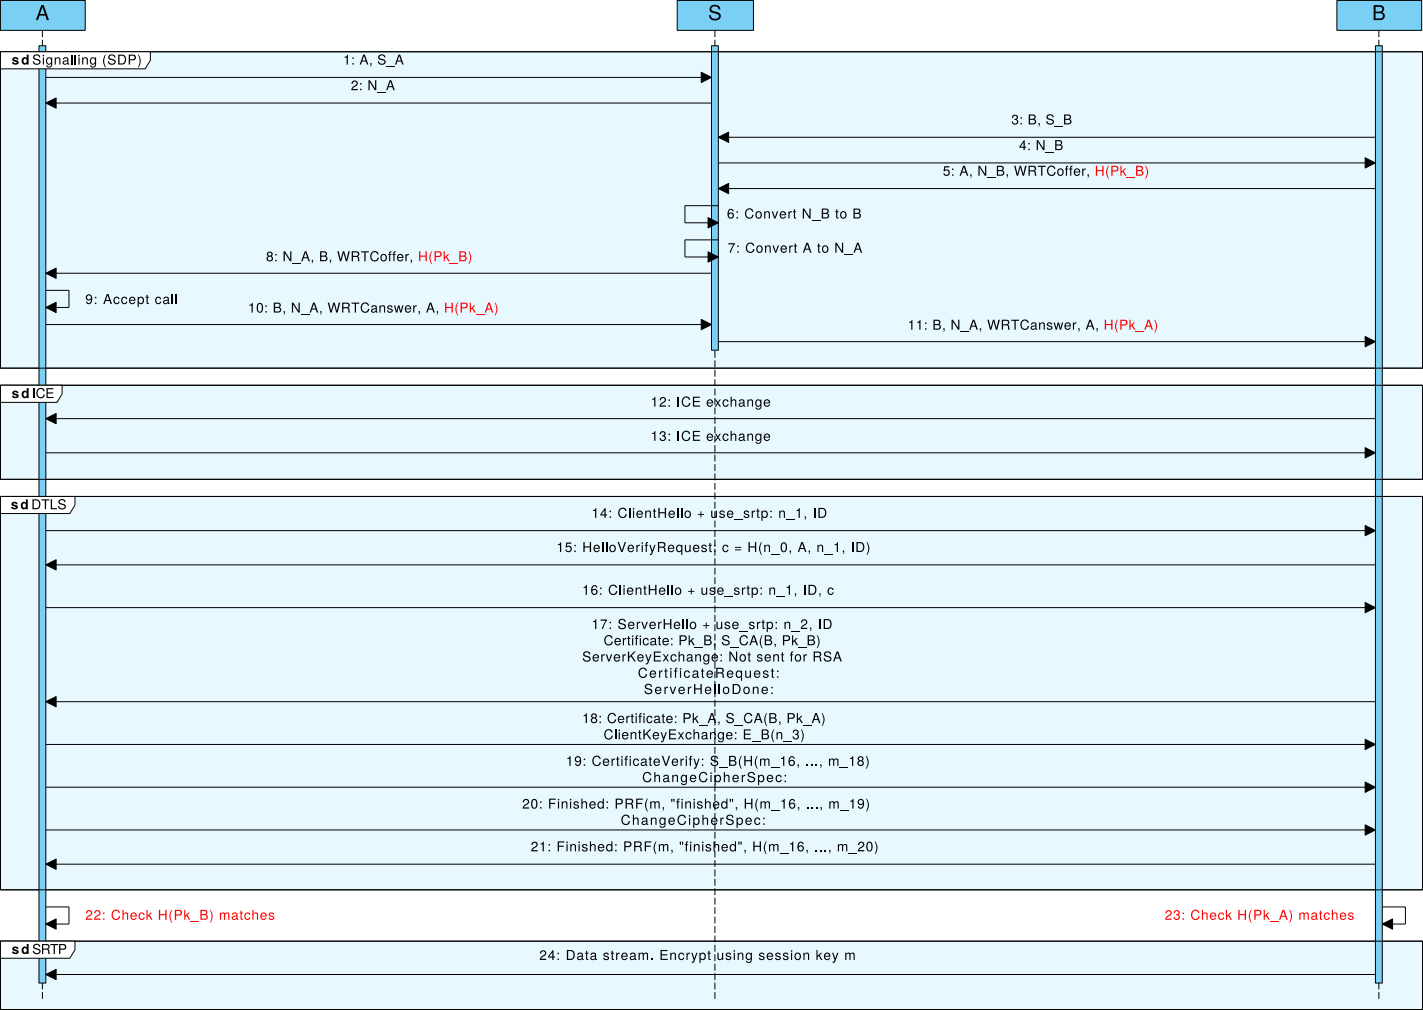 A
S
B
sd Signalling (SDP)
1: A, S_A
2: N_A
3: B, S_B
4: N_B
5: A, N_B, WRTCoffer, H(Pk_B)
6: Convert N_B to B
7: Convert A to N_A
8: N_A, B, WRTCoffer, H(Pk_B)
9: Accept call
10: B, N_A, WRTCanswer, A, H(Pk_A)
11: B, N_A, WRTCanswer, A, H(Pk_A)
sd ICE
12: ICE exchange
13: ICE exchange
sd DTLS
14: ClientHello + use_srtp: n_1, ID
15: HelloVerifyRequest: c = H(n_0, A, n_1, ID)
16: ClientHello + use_srtp: n_1, ID, c
17: ServerHello + use_srtp: n_2, ID
Certificate: Pk_B, S_CA(B, Pk_B)
ServerKeyExchange: Not sent for RSA
CertificateRequest:
ServerHelloDone:
18: Certificate: Pk_A, S_CA(B, Pk_A)
ClientKeyExchange: E_B(n_3)
19: CertificateVerify: S_B(H(m_16, ..., m_18)
ChangeCipherSpec:
20: Finished: PRF(m, "finished", H(m_16, ..., m_19)
ChangeCipherSpec:
21: Finished: PRF(m, "finished", H(m_16, ..., m_20)
22: Check H(Pk_B) matches
23: Check H(Pk_A) matches
sd SRTP
24: Data stream. Encrypt using session key m